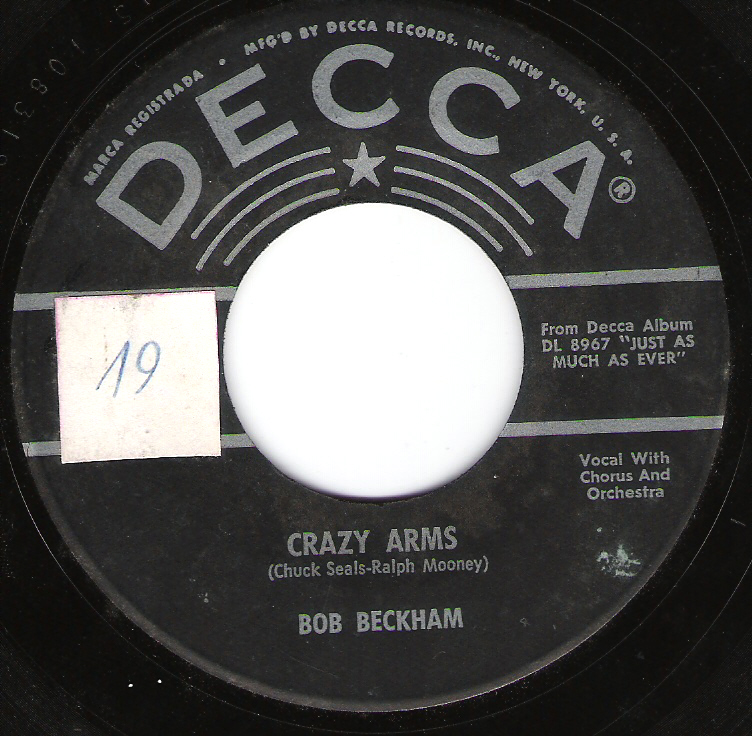 MARCA REGISTRADA • MFG'D BY DECCA RECORDS, INC., NEW YORK, U. S. A.
DECCA®
19
From Decca Album
DL 8967 "JUST AS
MUCH AS EVER"
Vocal With
Chorus And
Orchestra
CRAZY ARMS
(Chuck Seals-Ralph Mooney)
BOB BECKHAM